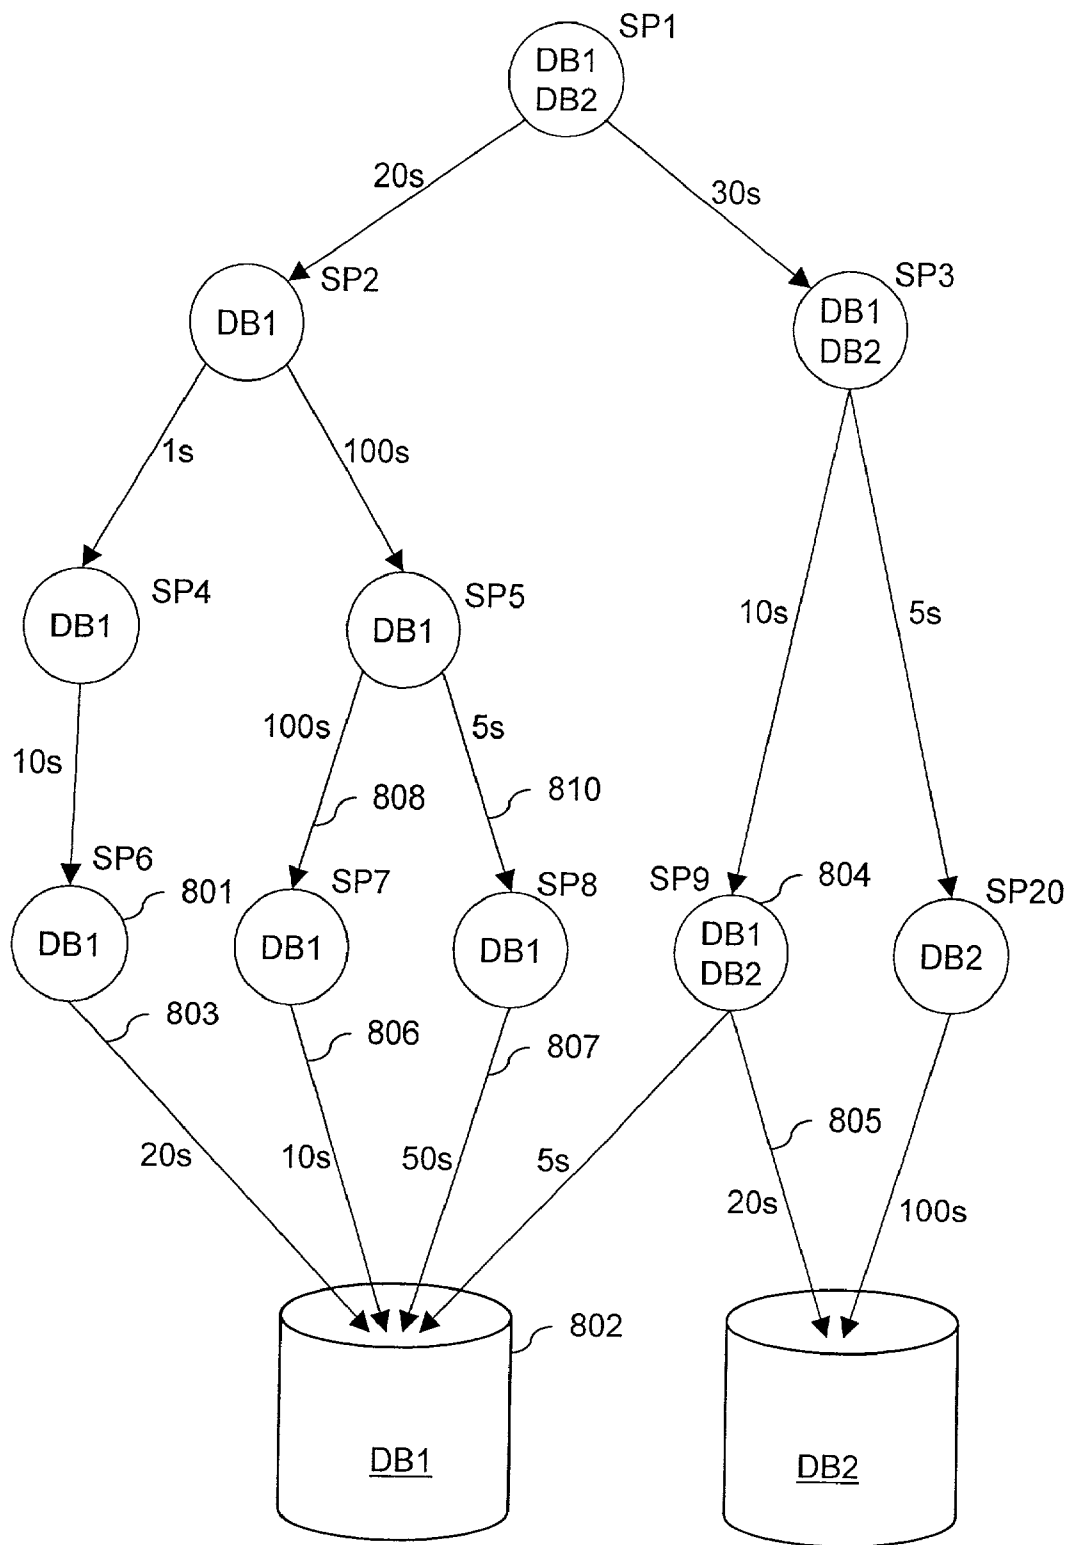 SP1
DB1
DB2
20s
30s
SP2
DB1
SP3
DB1
DB2
1s
100s
SP4
DB1
SP5
DB1
10s
5s
10s
100s
5s
808
810
SP6
801
DB1
SP7
DB1
SP8
DB1
SP9
804
DB1
DB2
SP20
DB2
803
806
807
805
20s
10s
50s
5s
20s
100s
802
DB1
DB2